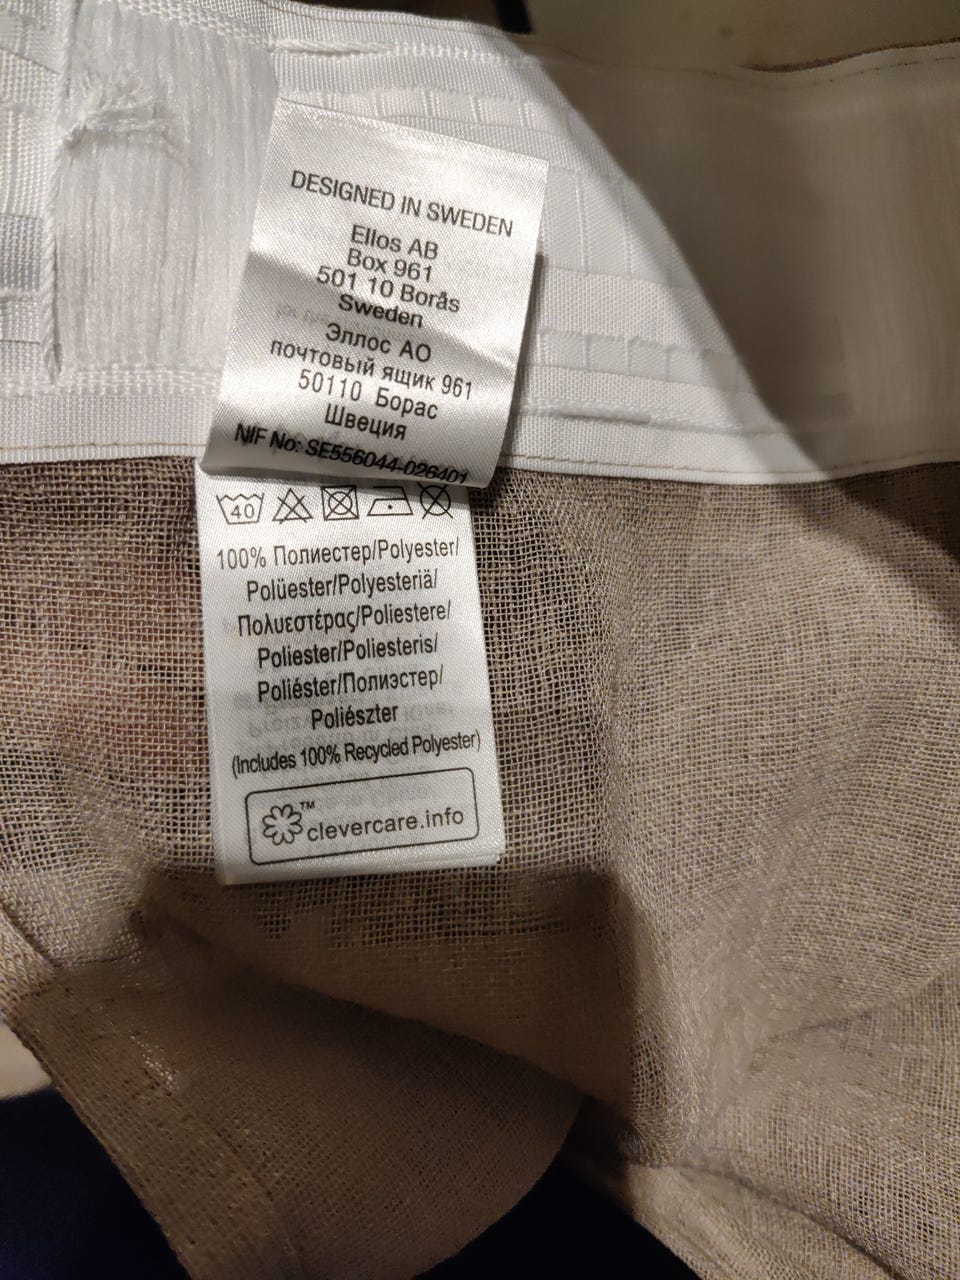 DESIGNED IN SWEDEN
Ellos AB
Box 961
501 10 Borås
Sweden
Эллос АО
почтовый ящик 961
50110 Борас
Швеция
NIF No: SE556044-026401
40
100% Полиестер/Polyester/
Polüester/Polyesteriä/
Πολυεστέρας/Poliestere/
Poliester/Poliesteris/
Poliéster/Полиэстер/
Poliészter
(Includes 100% Recycled Polyester)
™
clevercare.info